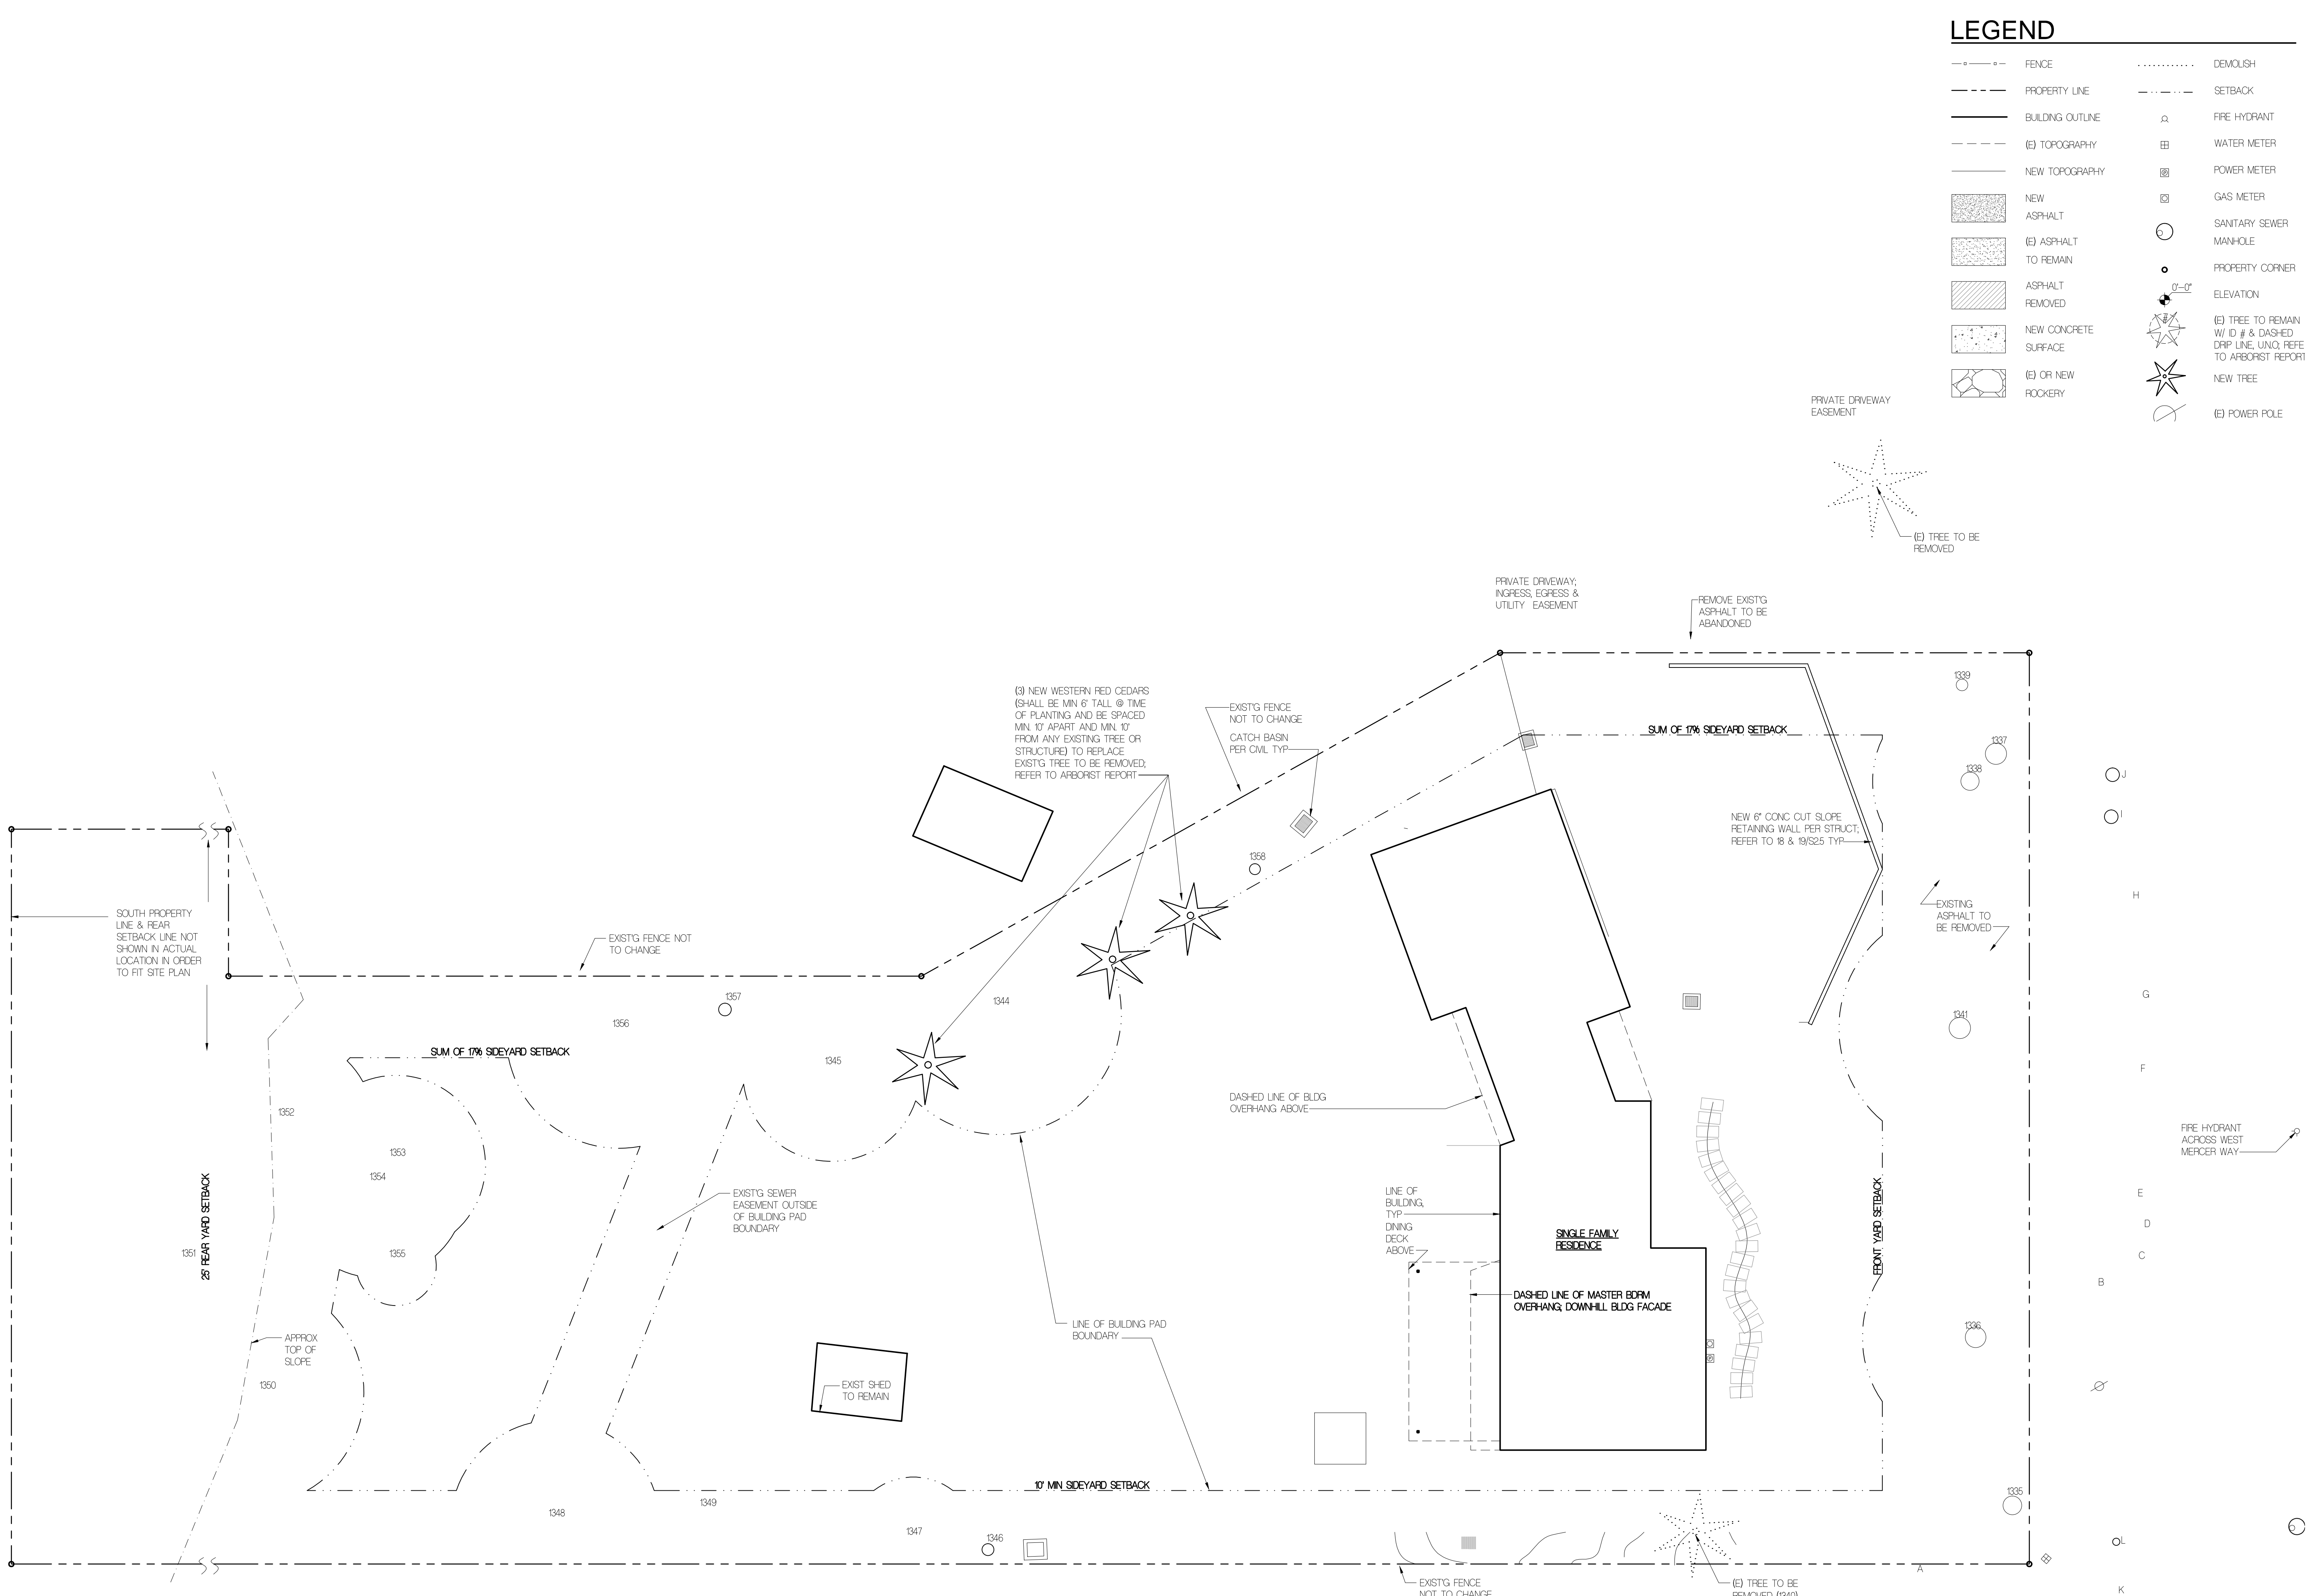 LEGEND
FENCE
PROPERTY LINE
BUILDING OUTLINE
(E) TOPOGRAPHY
NEW TOPOGRAPHY
NEW
ASPHALT
(E) ASPHALT
TO REMAIN
ASPHALT
REMOVED
NEW CONCRETE
SURFACE
(E) OR NEW
ROCKERY
DEMOLISH
SETBACK
FIRE HYDRANT
WATER METER
POWER METER
GAS METER
SANITARY SEWER
MANHOLE
PROPERTY CORNER
0'-0"
ELEVATION
#
(E) TREE TO REMAIN
W/ ID # & DASHED
DRIP LINE, U.N.O; REFE
TO ARBORIST REPORT
NEW TREE
(E) POWER POLE
PRIVATE DRIVEWAY
EASEMENT
(E) TREE TO BE
REMOVED
PRIVATE DRIVEWAY;
INGRESS, EGRESS &
UTILITY EASEMENT
REMOVE EXIST'G
ASPHALT TO BE
ABANDONED
(3) NEW WESTERN RED CEDARS
(SHALL BE MIN 6' TALL @ TIME
OF PLANTING AND BE SPACED
MIN. 10' APART AND MIN. 10'
FROM ANY EXISTING TREE OR
STRUCTURE) TO REPLACE
EXIST'G TREE TO BE REMOVED;
REFER TO ARBORIST REPORT
EXIST'G FENCE
NOT TO CHANGE
CATCH BASIN
PER CIVIL TYP
SUM OF 17% SIDEYARD SETBACK
1339
1337
1338
J
I
NEW 6" CONC CUT SLOPE
RETAINING WALL PER STRUCT;
REFER TO 18 & 19/S2.5 TYP
1358
H
SOUTH PROPERTY
LINE & REAR
SETBACK LINE NOT
SHOWN IN ACTUAL
LOCATION IN ORDER
TO FIT SITE PLAN
EXIST'G FENCE NOT
TO CHANGE
EXISTING
ASPHALT TO
BE REMOVED
1357
1344
G
1356
1341
SUM OF 17% SIDEYARD SETBACK
1345
F
DASHED LINE OF BLDG
OVERHANG ABOVE
1352
FIRE HYDRANT
ACROSS WEST
MERCER WAY
1353
1354
EXIST'G SEWER
EASEMENT OUTSIDE
OF BUILDING PAD
BOUNDARY
LINE OF
BUILDING,
TYP
DINING
DECK
ABOVE
SINGLE FAMILY
RESIDENCE
FRONT YARD SETBACK
E
D
C
B
25' REAR YARD SETBACK
1351
1355
DASHED LINE OF MASTER BDRM
OVERHANG; DOWNHILL BLDG FACADE
APPROX
TOP OF
SLOPE
LINE OF BUILDING PAD
BOUNDARY
1336
1350
EXIST SHED
TO REMAIN
10' MIN SIDEYARD SETBACK
1335
1349
1348
1347
1346
L
A
EXIST'G FENCE
NOT TO CHANGE
(E) TREE TO BE
REMOVED (1340)
K